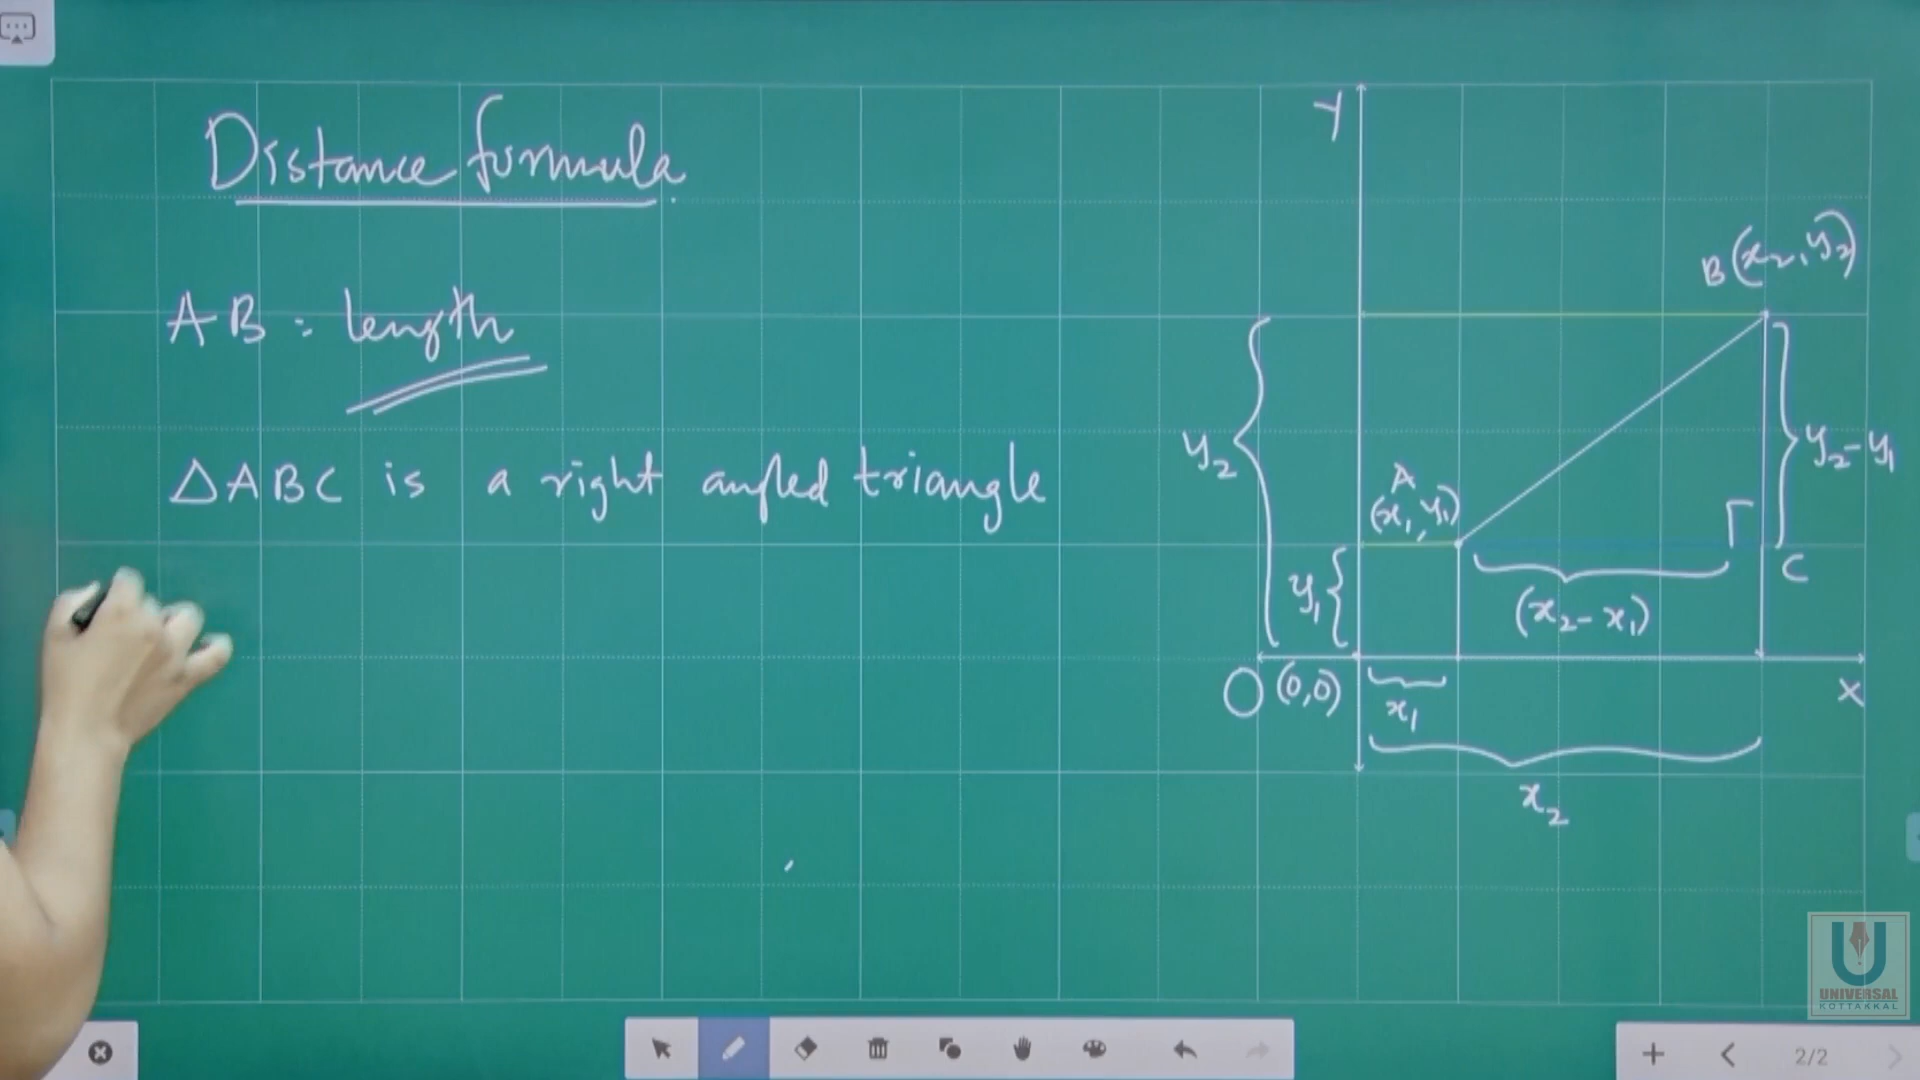 Distance formula.
AB = length
△ABC is a right angled triangle
Y
B(x₂, y₂)
y₂
y₂-y₁
A
(x₁, y₁)
y₁
C
(x₂-x₁)
O (0,0)
x₁
X
x₂
UNIVERSAL
KOTTAKKAL
2/2